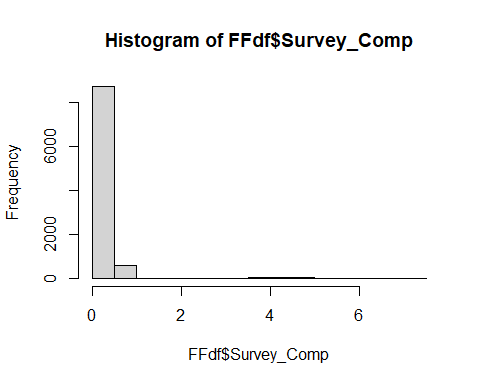 Histogram of FFdf$Survey_Comp
Frequency
6000
2000
0
0 2 4 6
FFdf$Survey_Comp